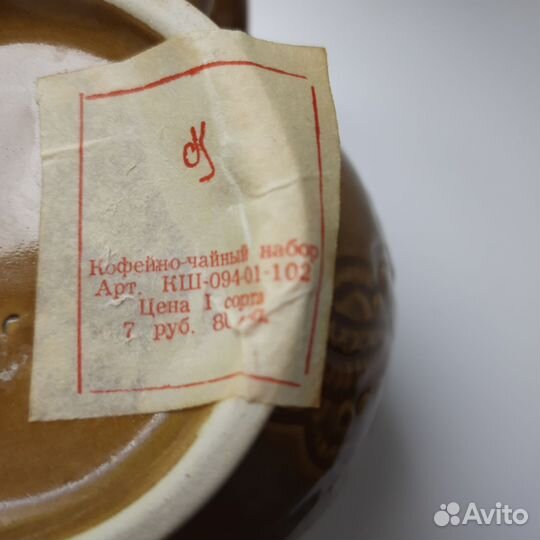 Кофейно-чайный набор
Арт. КШ-094-01-102
Цена I сорта
7 руб. 80
Avito